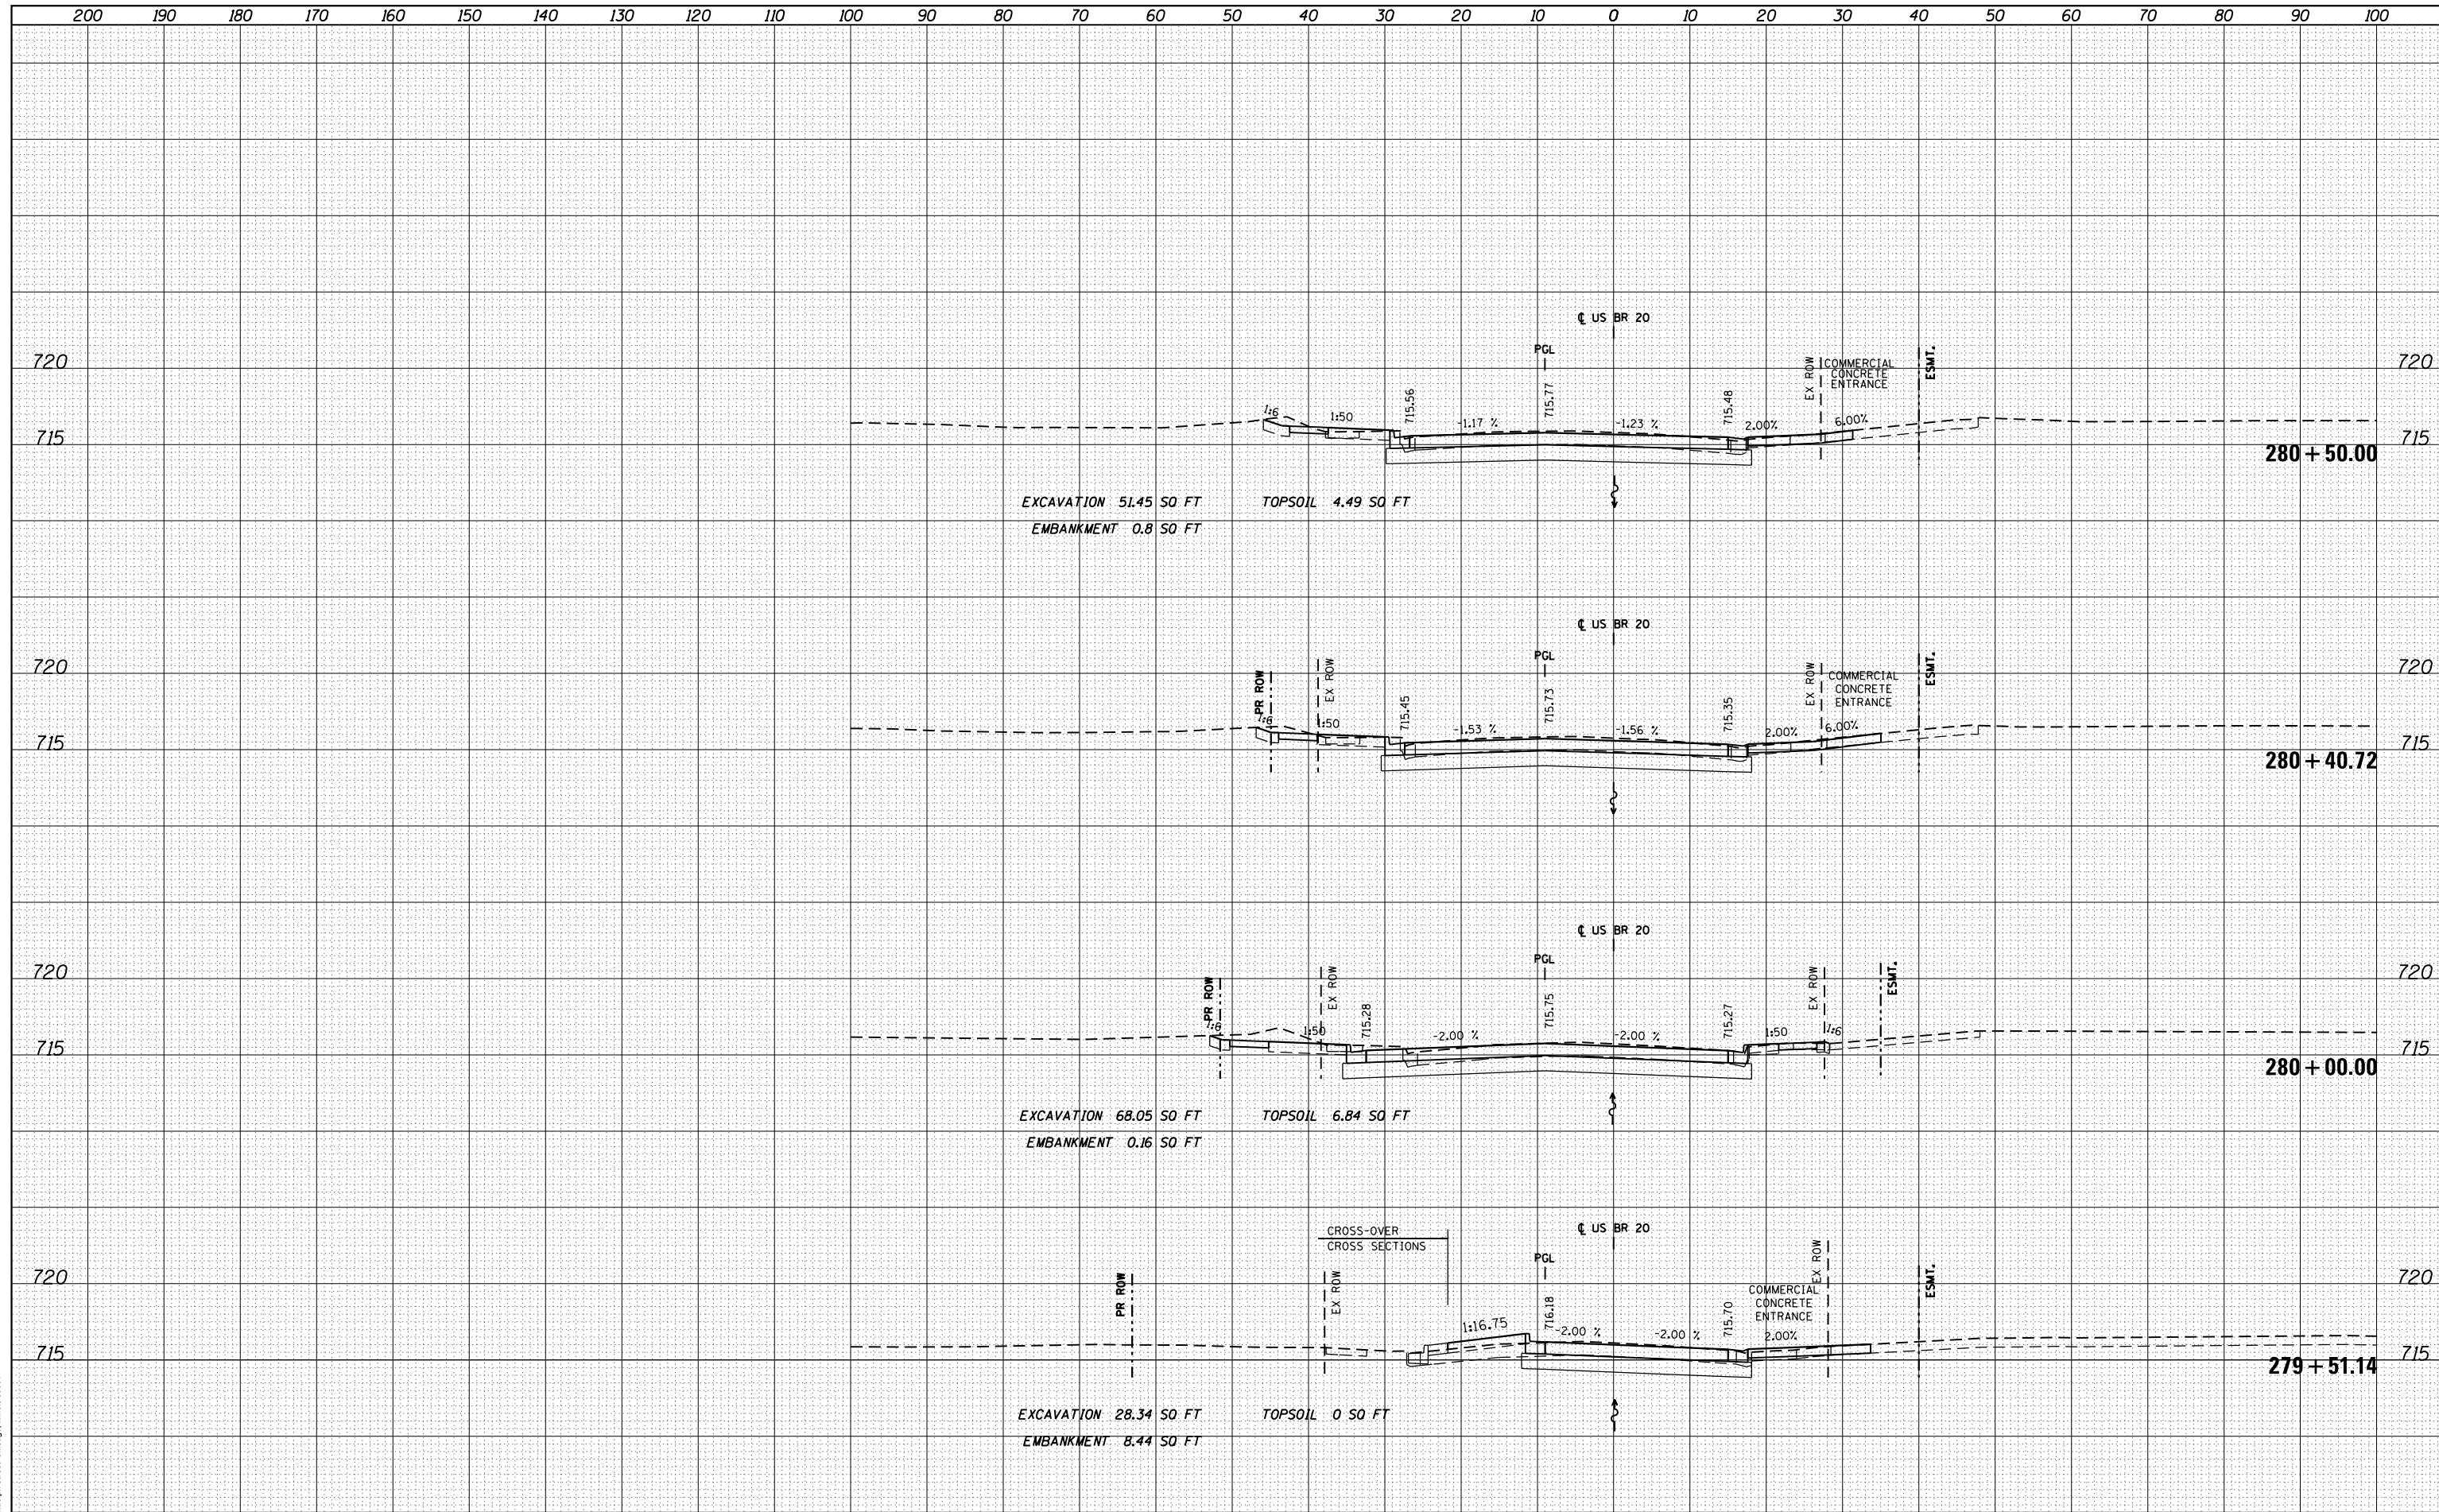 200 190 180 170 160 150 140 130 120 110 100 90 80 70 60 50 40 30 20 10 0 10 20 30 40 50 60 70 80 90 100
℄ US BR 20
PGL
720
EX ROW
COMMERCIAL
CONCRETE
ENTRANCE
ESMT.
720
715.56
715.77
715.48
1:6
1:50
-1.17 %
-1.23 %
2.00%
6.00%
715
715
280+50.00
EXCAVATION 51.45 SQ FT TOPSOIL 4.49 SQ FT
EMBANKMENT 0.8 SQ FT
℄ US BR 20
PGL
720
PR ROW
EX ROW
EX ROW
COMMERCIAL
CONCRETE
ENTRANCE
ESMT.
720
715.45
715.73
715.35
1:6
1:50
-1.53 %
-1.56 %
2.00%
6.00%
715
715
280+40.72
℄ US BR 20
PGL
720
PR ROW
EX ROW
EX ROW
ESMT.
720
715.28
715.75
715.27
1:6
1:50
-2.00 %
-2.00 %
1:50
1:6
715
715
280+00.00
EXCAVATION 68.05 SQ FT TOPSOIL 6.84 SQ FT
EMBANKMENT 0.16 SQ FT
CROSS-OVER
CROSS SECTIONS
℄ US BR 20
PGL
720
PR ROW
EX ROW
EX ROW
COMMERCIAL
CONCRETE
ENTRANCE
ESMT.
720
1:16.75
716.18
715.70
-2.00 %
-2.00 %
2.00%
715
715
279+51.14
EXCAVATION 28.34 SQ FT TOPSOIL 0 SQ FT
EMBANKMENT 8.44 SQ FT